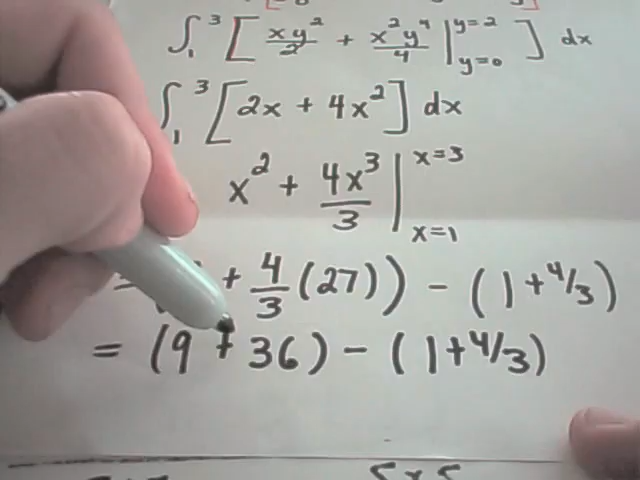 ∫₁³ [ xy²/2 + x²y⁴/4 |_{y=0}^{y=2} ] dx
∫₁³ [ 2x + 4x² ] dx
x² + 4x³/3 |_{x=1}^{x=3}
= + 4/3 (27)) - (1 + 4/3)
= (9 + 36) - (1 + 4/3)